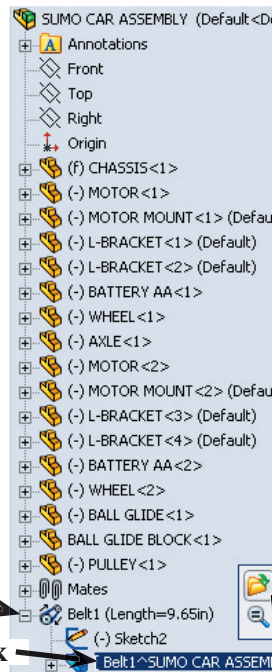 SUMO CAR ASSEMBLY (Default<De
A Annotations
Front
Top
Right
Origin
(f) CHASSIS<1>
(-) MOTOR<1>
(-) MOTOR MOUNT<1> (Defau
(-) L-BRACKET<1> (Default)
(-) L-BRACKET<2> (Default)
(-) BATTERY AA<1>
(-) WHEEL<1>
(-) AXLE<1>
(-) MOTOR<2>
(-) MOTOR MOUNT<2> (Defau
(-) L-BRACKET<3> (Default)
(-) L-BRACKET<4> (Default)
(-) BATTERY AA<2>
(-) WHEEL<2>
(-) BALL GLIDE<1>
BALL GLIDE BLOCK<1>
(-) PULLEY<1>
Mates
Belt1 (Length=9.65in)
(-) Sketch2
Belt1^SUMO CAR ASSEMB